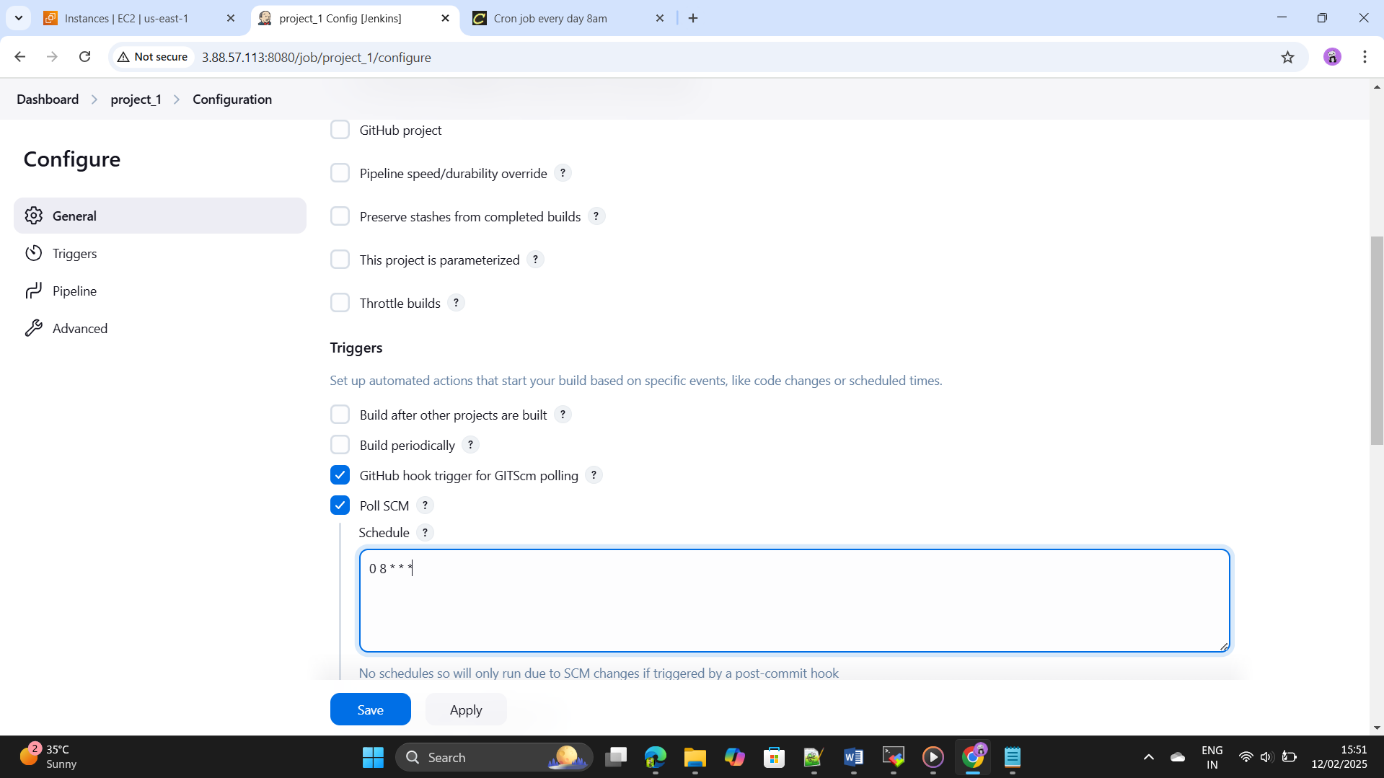 Instances | EC2 | us-east-1
project_1 Config [Jenkins]
Cron job every day 8am
Not secure
3.88.57.113:8080/job/project_1/configure
Dashboard > project_1 > Configuration
Configure
General
Triggers
Pipeline
Advanced
GitHub project
Pipeline speed/durability override ?
Preserve stashes from completed builds ?
This project is parameterized ?
Throttle builds ?
Triggers
Set up automated actions that start your build based on specific events, like code changes or scheduled times.
Build after other projects are built ?
Build periodically ?
GitHub hook trigger for GITScm polling ?
Poll SCM ?
Schedule ?
0 8 * * *
No schedules so will only run due to SCM changes if triggered by a post-commit hook
Save
Apply
2
35°C
Sunny
Search
ENG
IN
15:51
12/02/2025